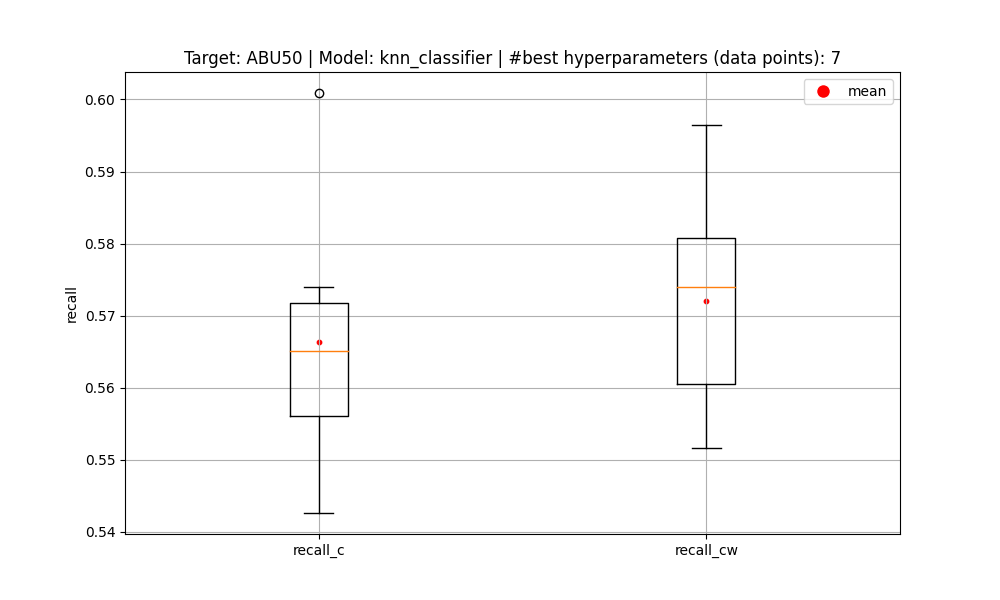 Target: ABU50 | Model: knn_classifier | #best hyperparameters (data points): 7
mean
0.60
0.59
0.58
0.57
0.56
0.55
0.54
recall
recall_c
recall_cw